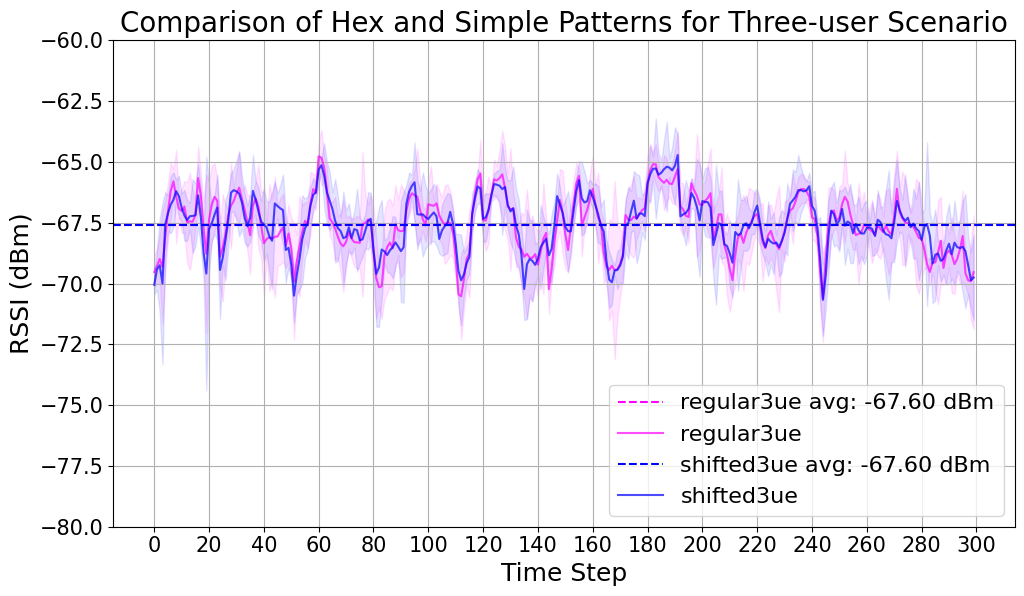 Comparison of Hex and Simple Patterns for Three-user Scenario
−60.0
−62.5
−65.0
−67.5
−70.0
−72.5
−75.0
−77.5
−80.0
RSSI (dBm)
regular3ue avg: -67.60 dBm
regular3ue
shifted3ue avg: -67.60 dBm
shifted3ue
0 20 40 60 80 100 120 140 160 180 200 220 240 260 280 300
Time Step